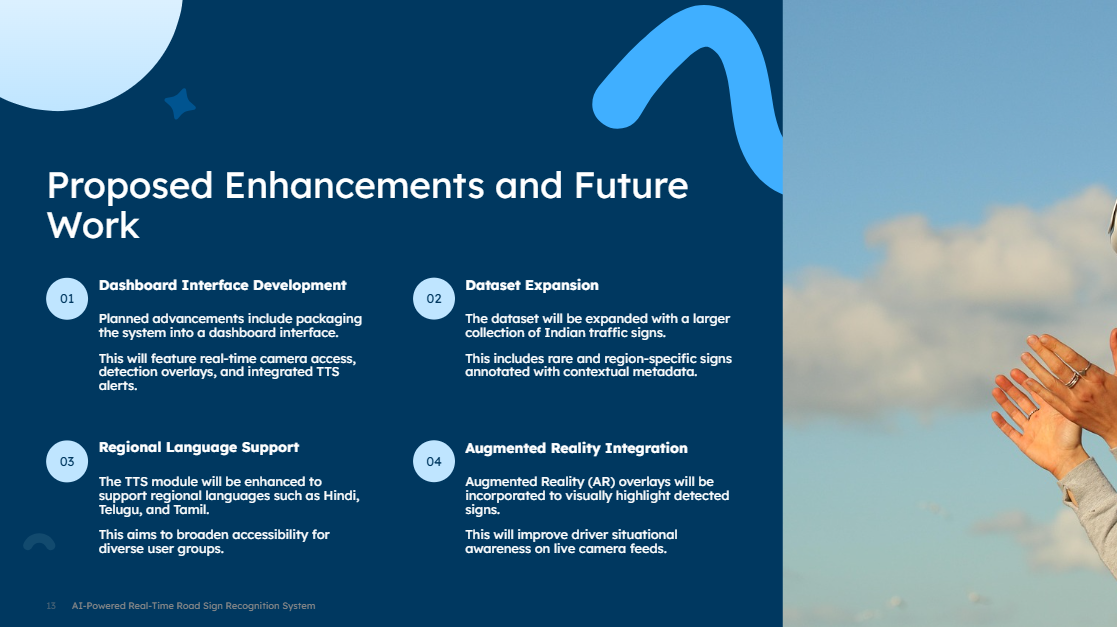 Proposed Enhancements and Future
Work
01
Dashboard Interface Development
Planned advancements include packaging
the system into a dashboard interface.
This will feature real-time camera access,
detection overlays, and integrated TTS
alerts.
02
Dataset Expansion
The dataset will be expanded with a larger
collection of Indian traffic signs.
This includes rare and region-specific signs
annotated with contextual metadata.
03
Regional Language Support
The TTS module will be enhanced to
support regional languages such as Hindi,
Telugu, and Tamil.
This aims to broaden accessibility for
diverse user groups.
04
Augmented Reality Integration
Augmented Reality (AR) overlays will be
incorporated to visually highlight detected
signs.
This will improve driver situational
awareness on live camera feeds.
13 AI-Powered Real-Time Road Sign Recognition System